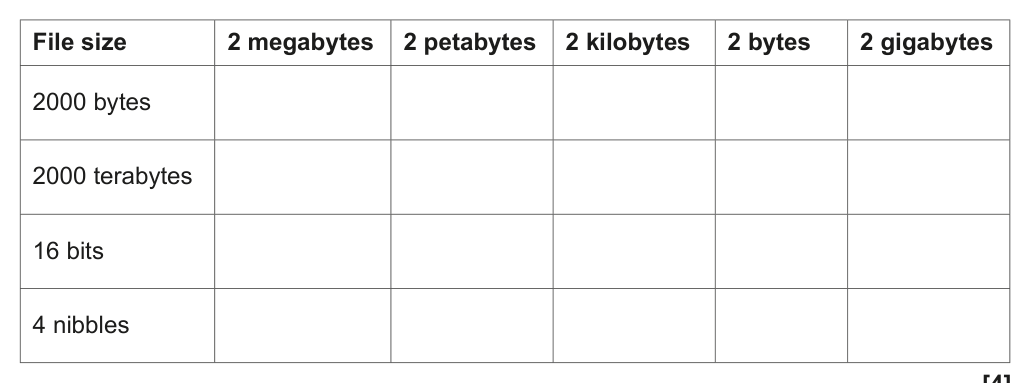 File size 2 megabytes 2 petabytes 2 kilobytes 2 bytes 2 gigabytes
2000 bytes
2000 terabytes
16 bits
4 nibbles
[4]